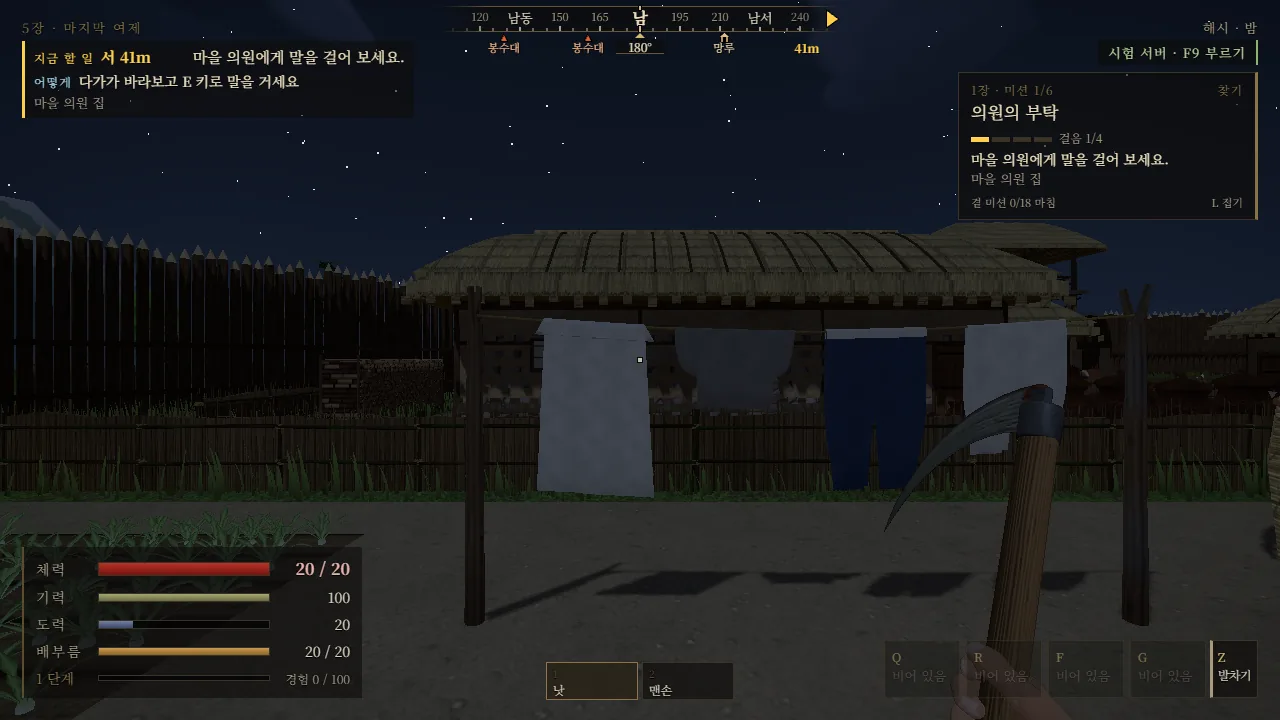 5장 · 마지막 여제
지금 할 일 서 41m 마을 의원에게 말을 걸어 보세요.
어떻게 다가가 바라보고 E 키로 말을 거세요
마을 의원 집
120 남동 150 165 남 195 210 남서 240
봉수대 봉수대 180° 망루 41m
해시 · 밤
시험 서버 · F9 부르기
1장 · 미션 1/6 찾기
의원의 부탁
걸음 1/4
마을 의원에게 말을 걸어 보세요.
마을 의원 집
곁 미션 0/18 마침 L 접기
체력 20 / 20
기력 100
도력 20
배부름 20 / 20
1 단계 경험 0 / 100
1 낫
2 맨손
Q 비어 있음
R 비어 있음
F 비어 있음
G 비어 있음
Z 발차기